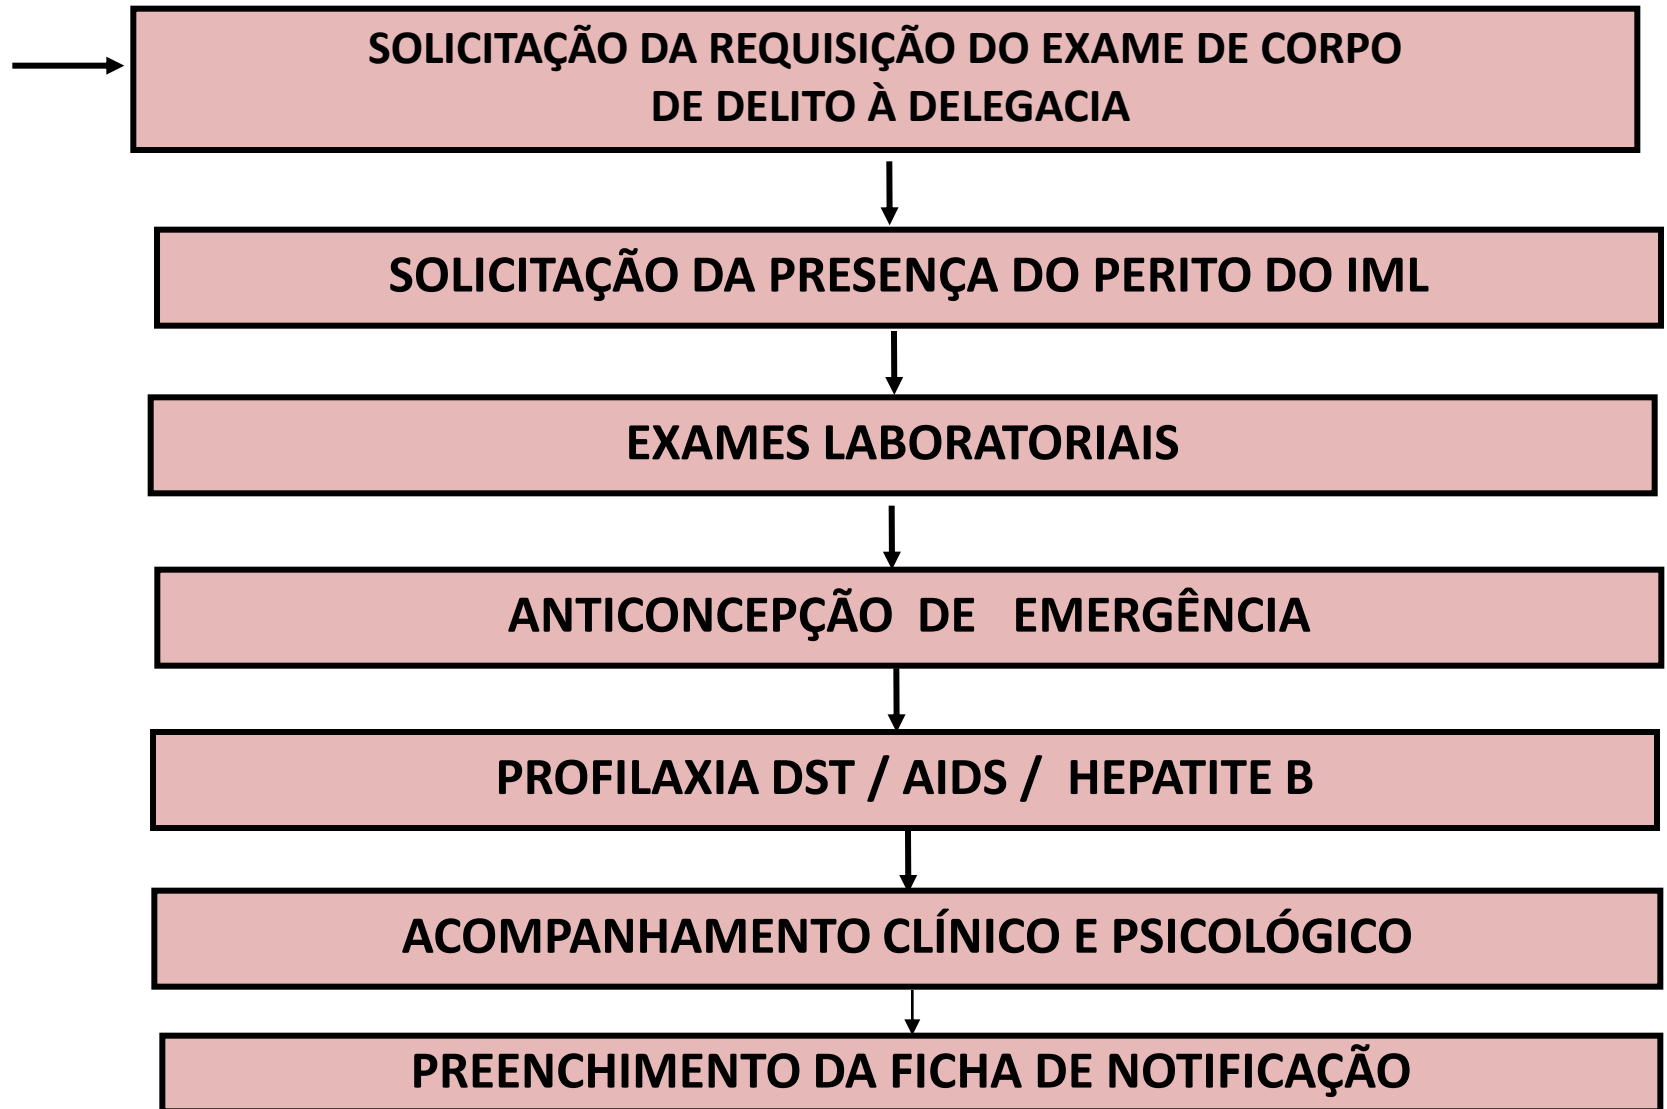 SOLICITAÇÃO DA REQUISIÇÃO DO EXAME DE CORPO
DE DELITO À DELEGACIA
SOLICITAÇÃO DA PRESENÇA DO PERITO DO IML
EXAMES LABORATORIAIS
ANTICONCEPÇÃO DE EMERGÊNCIA
PROFILAXIA DST / AIDS / HEPATITE B
ACOMPANHAMENTO CLÍNICO E PSICOLÓGICO
PREENCHIMENTO DA FICHA DE NOTIFICAÇÃO